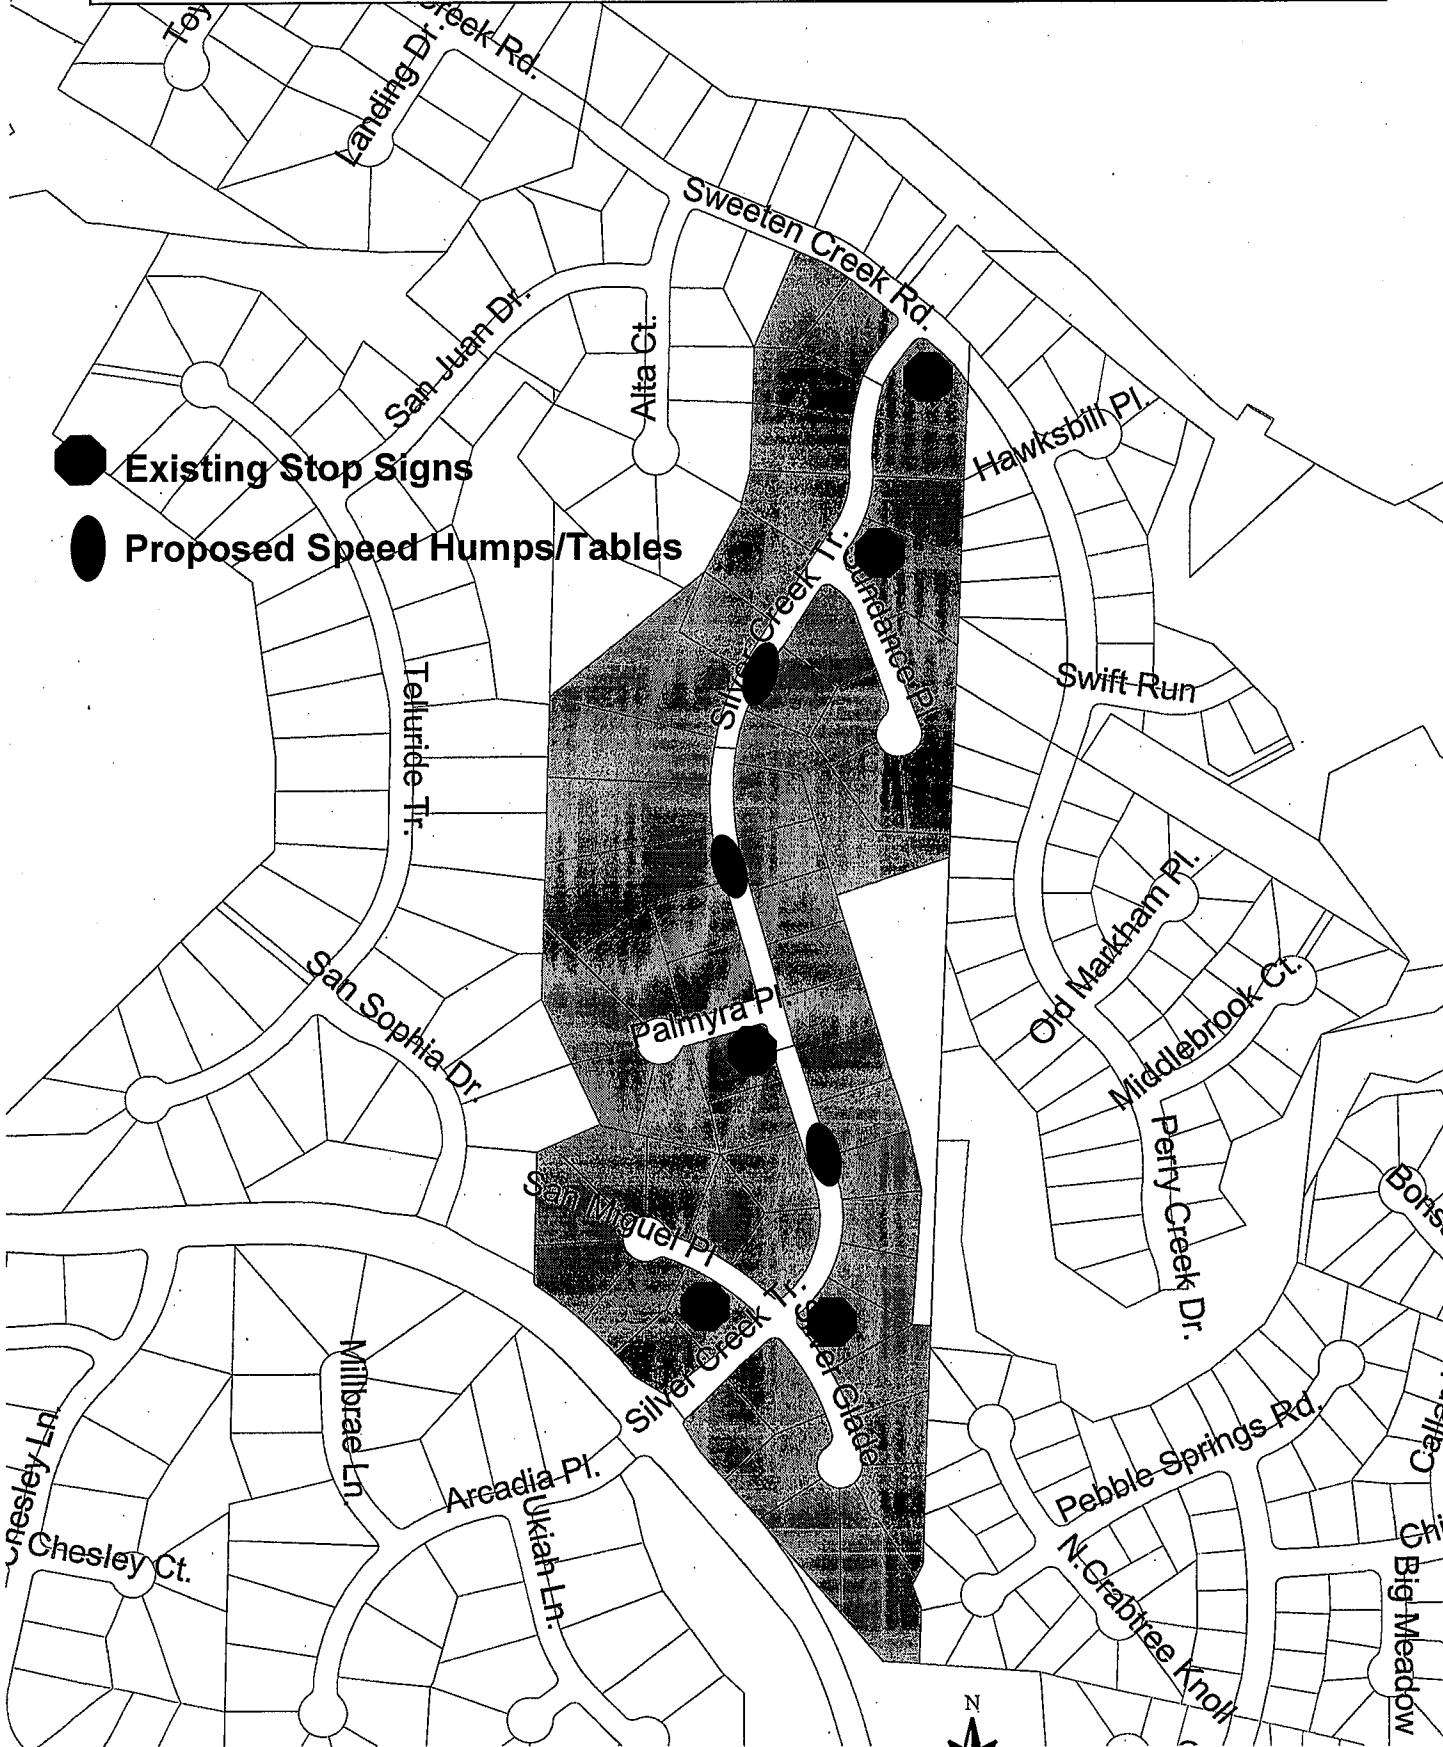 Toy
Creek Rd.
Landing Dr.
Sweeten Creek Rd.
San Juan Dr.
Alta Ct.
Hawksbill Pl.
Existing Stop Signs
Proposed Speed Humps/Tables
Silver Creek Tr.
Sundance Pl.
Swift Run
Telluride Tr.
Old Markham Pl.
San Sophia Dr.
Palmyra Pl.
Middlebrook Ct.
Perry Creek Dr.
San Miguel Pl
Bons
Silver Creek Tr.
Silver Glade
Millbrae Ln.
Chesley Ln.
Arcadia Pl.
Pebble Springs Rd.
Ukiah Ln.
Chesley Ct.
N.Crabtree Knoll
Chi
Big Meadow
N